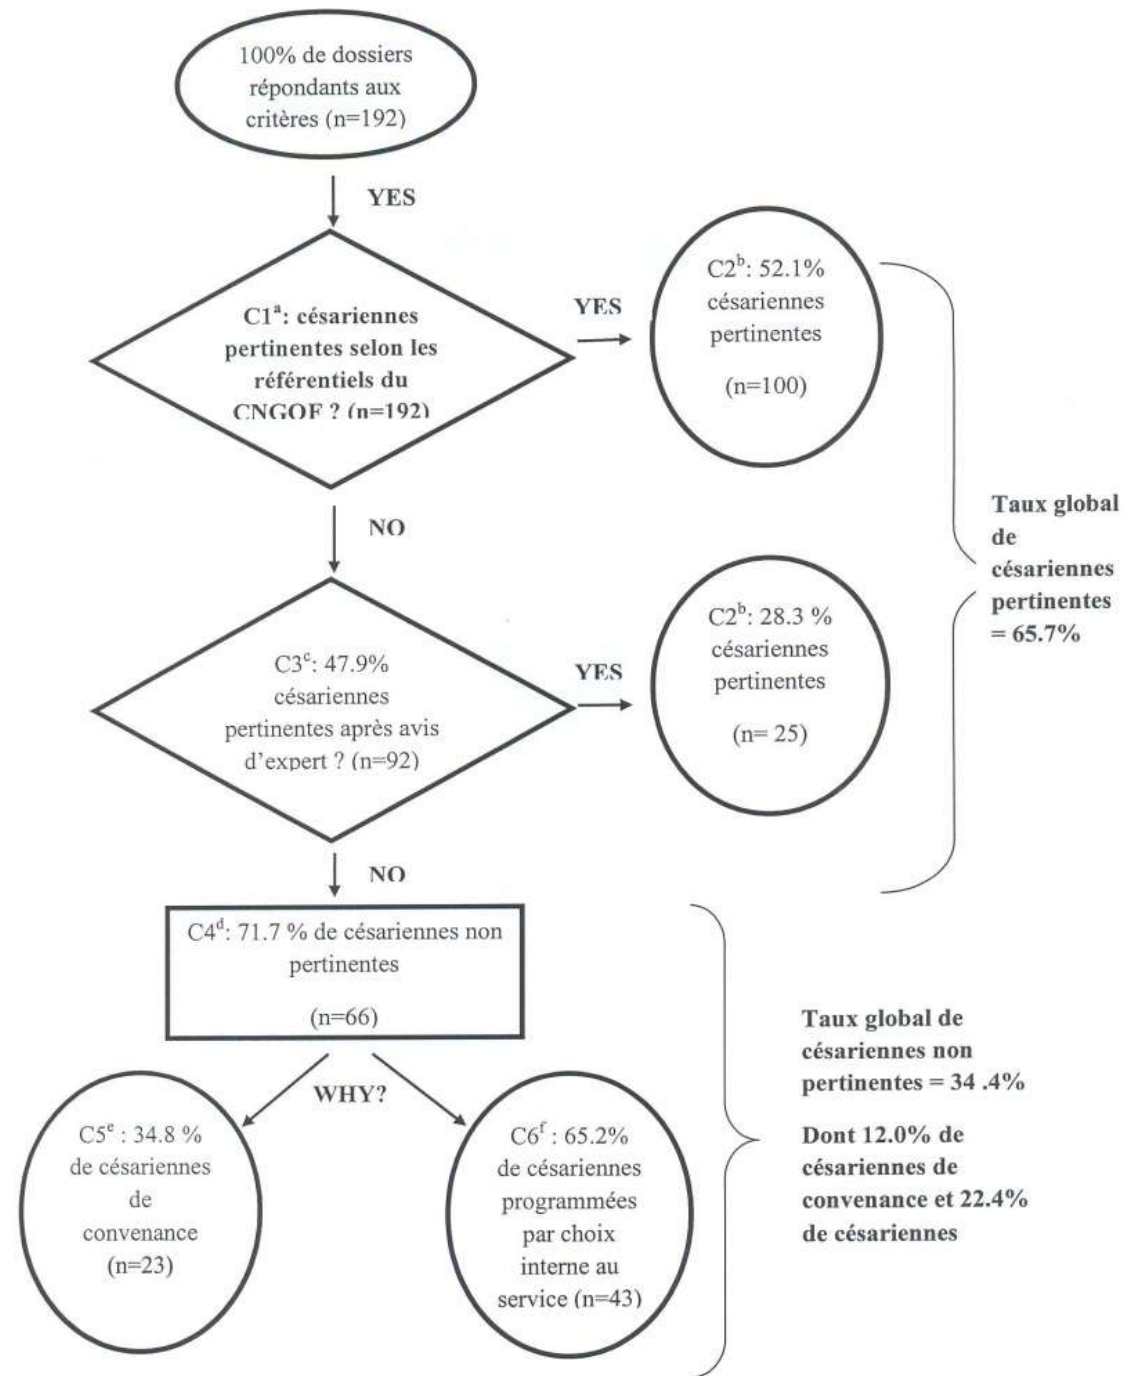 100% de dossiers
répondants aux
critères (n=192)
YES
C1ª: césariennes
pertinentes selon les
référentiels du
CNGOF ? (n=192)
YES
C2ᵇ: 52.1%
césariennes
pertinentes
(n=100)
NO
C3ᶜ: 47.9%
césariennes
pertinentes après avis
d’expert ? (n=92)
YES
C2ᵇ: 28.3 %
césariennes
pertinentes
(n= 25)
Taux global
de
césariennes
pertinentes
= 65.7%
NO
C4ᵈ: 71.7 % de césariennes non
pertinentes
(n=66)
WHY?
C5ᵉ : 34.8 %
de césariennes
de
convenance
(n=23)
C6ᶠ : 65.2%
de césariennes
programmées
par choix
interne au
service (n=43)
Taux global de
césariennes non
pertinentes = 34 .4%
Dont 12.0% de
césariennes de
convenance et 22.4%
de césariennes